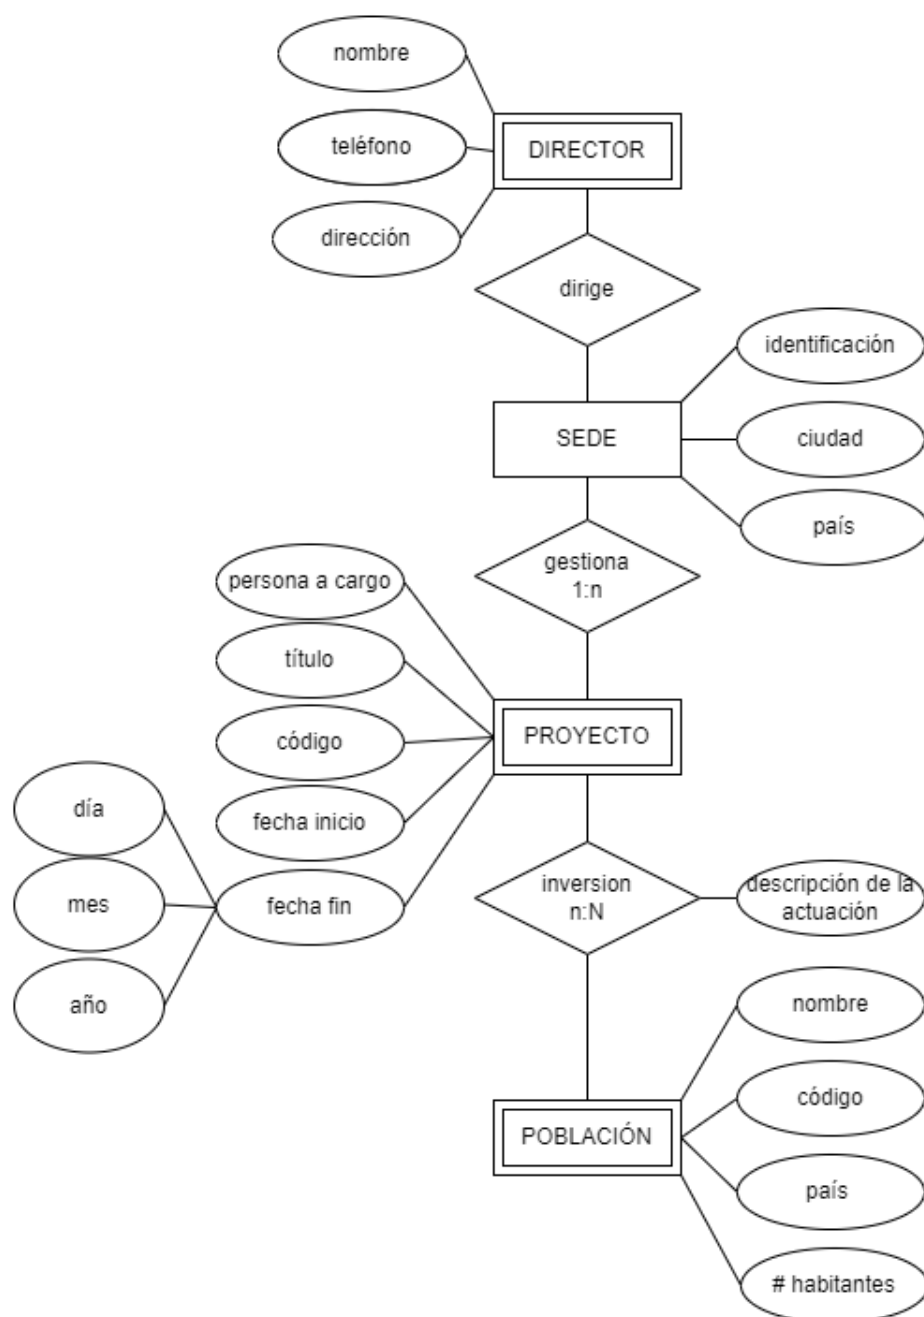 nombre
teléfono
dirección
DIRECTOR
dirige
SEDE
identificación
ciudad
país
gestiona
1:n
persona a cargo
título
código
fecha inicio
fecha fin
día
mes
año
PROYECTO
inversion
n:N
descripción de la
actuación
POBLACIÓN
nombre
código
país
# habitantes